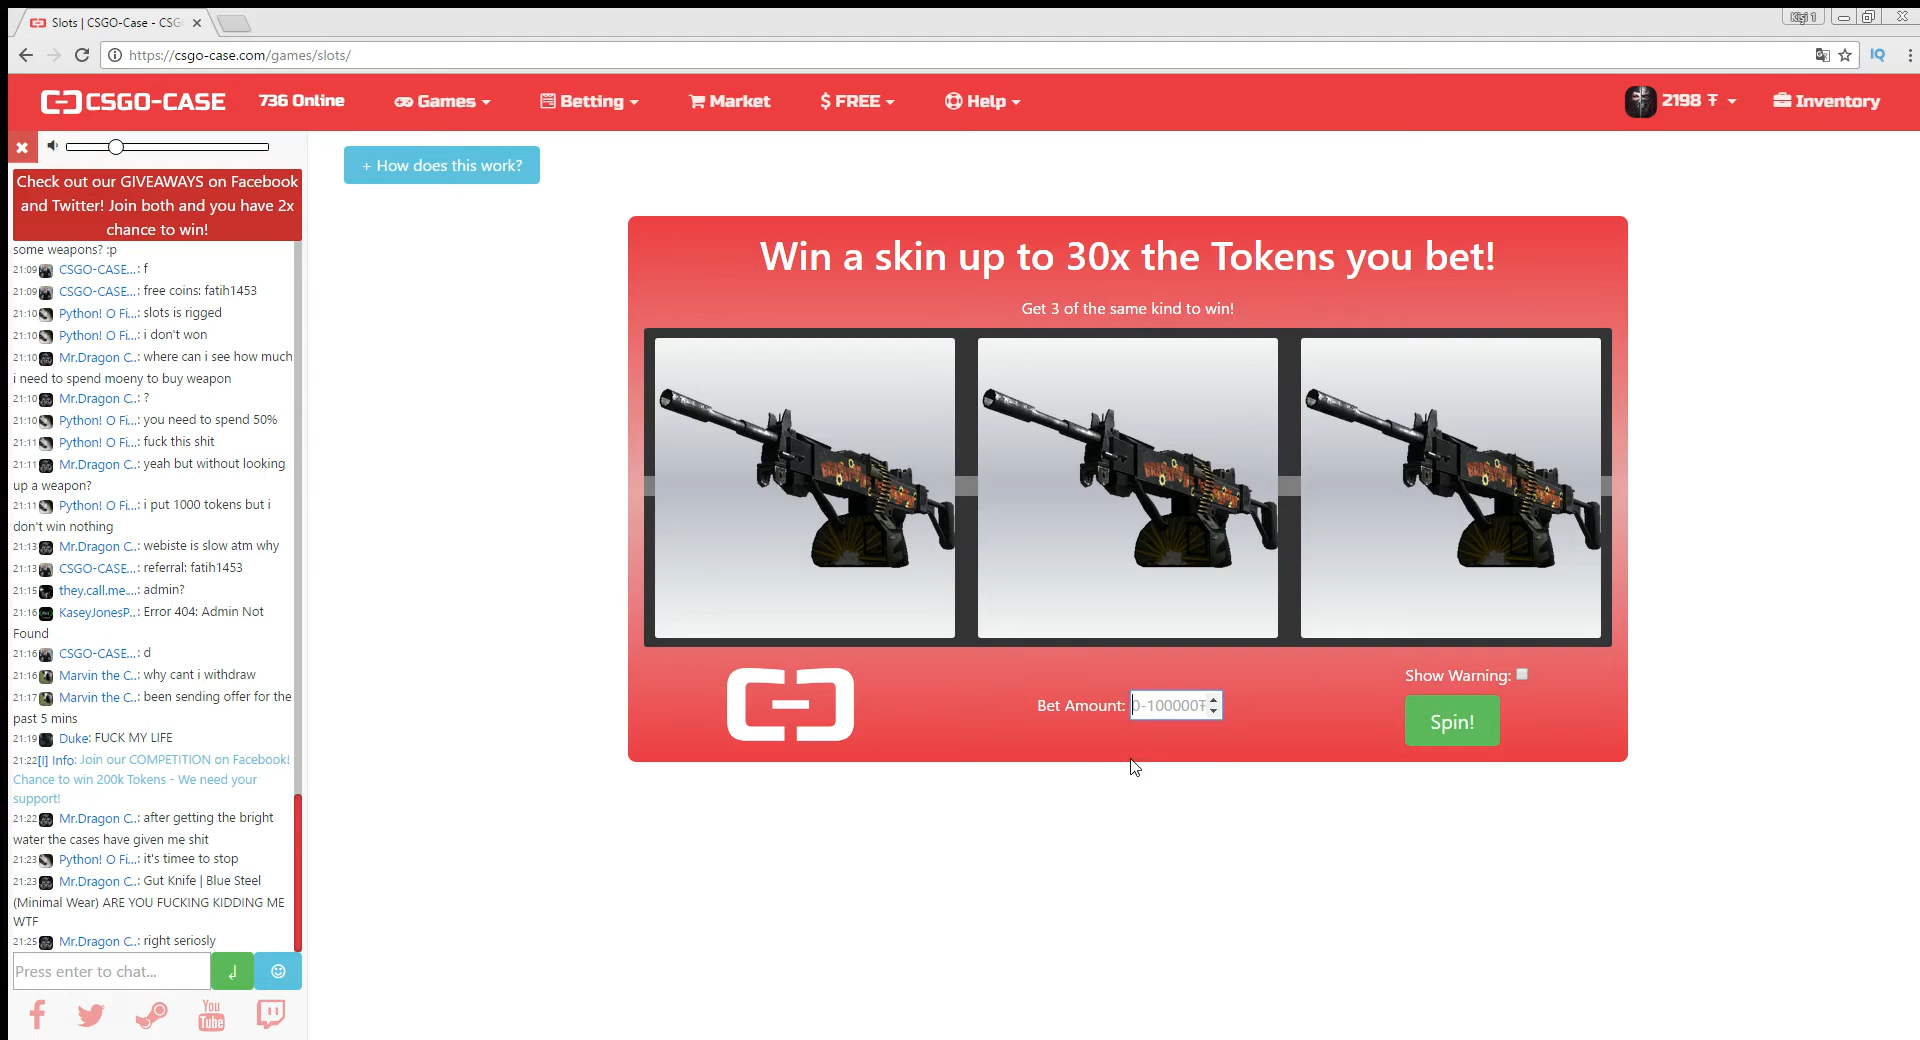 Slots | CSGO-Case - CSG
Kişi 1
https://csgo-case.com/games/slots/
IQ
CSGO-CASE
736 Online
Games
Betting
Market
$ FREE
Help
2198 Ŧ
Inventory
Check out our GIVEAWAYS on Facebook
and Twitter! Join both and you have 2x
chance to win!
some weapons? :p
21:09 CSGO-CASE...: f
21:09 CSGO-CASE...: free coins: fatih1453
21:10 Python! O Fi...: slots is rigged
21:10 Python! O Fi...: i don't won
21:10 Mr.Dragon C..: where can i see how much
i need to spend moeny to buy weapon
21:10 Mr.Dragon C..: ?
21:10 Python! O Fi...: you need to spend 50%
21:11 Python! O Fi...: fuck this shit
21:11 Mr.Dragon C..: yeah but without looking
up a weapon?
21:11 Python! O Fi...: i put 1000 tokens but i
don't win nothing
21:13 Mr.Dragon C..: webiste is slow atm why
21:13 CSGO-CASE...: referral: fatih1453
21:15 they.call.me....: admin?
21:16 KaseyJonesP..: Error 404: Admin Not
Found
21:16 CSGO-CASE...: d
21:16 Marvin the C..: why cant i withdraw
21:17 Marvin the C..: been sending offer for the
past 5 mins
21:19 Duke: FUCK MY LIFE
21:22 [I] Info: Join our COMPETITION on Facebook!
Chance to win 200k Tokens - We need your
support!
21:22 Mr.Dragon C..: after getting the bright
water the cases have given me shit
21:23 Python! O Fi...: it's timee to stop
21:23 Mr.Dragon C..: Gut Knife | Blue Steel
(Minimal Wear) ARE YOU FUCKING KIDDING ME
WTF
21:25 Mr.Dragon C..: right seriosly
Press enter to chat...
You
Tube
+ How does this work?
Win a skin up to 30x the Tokens you bet!
Get 3 of the same kind to win!
Bet Amount: 0-100000Ŧ
Show Warning:
Spin!